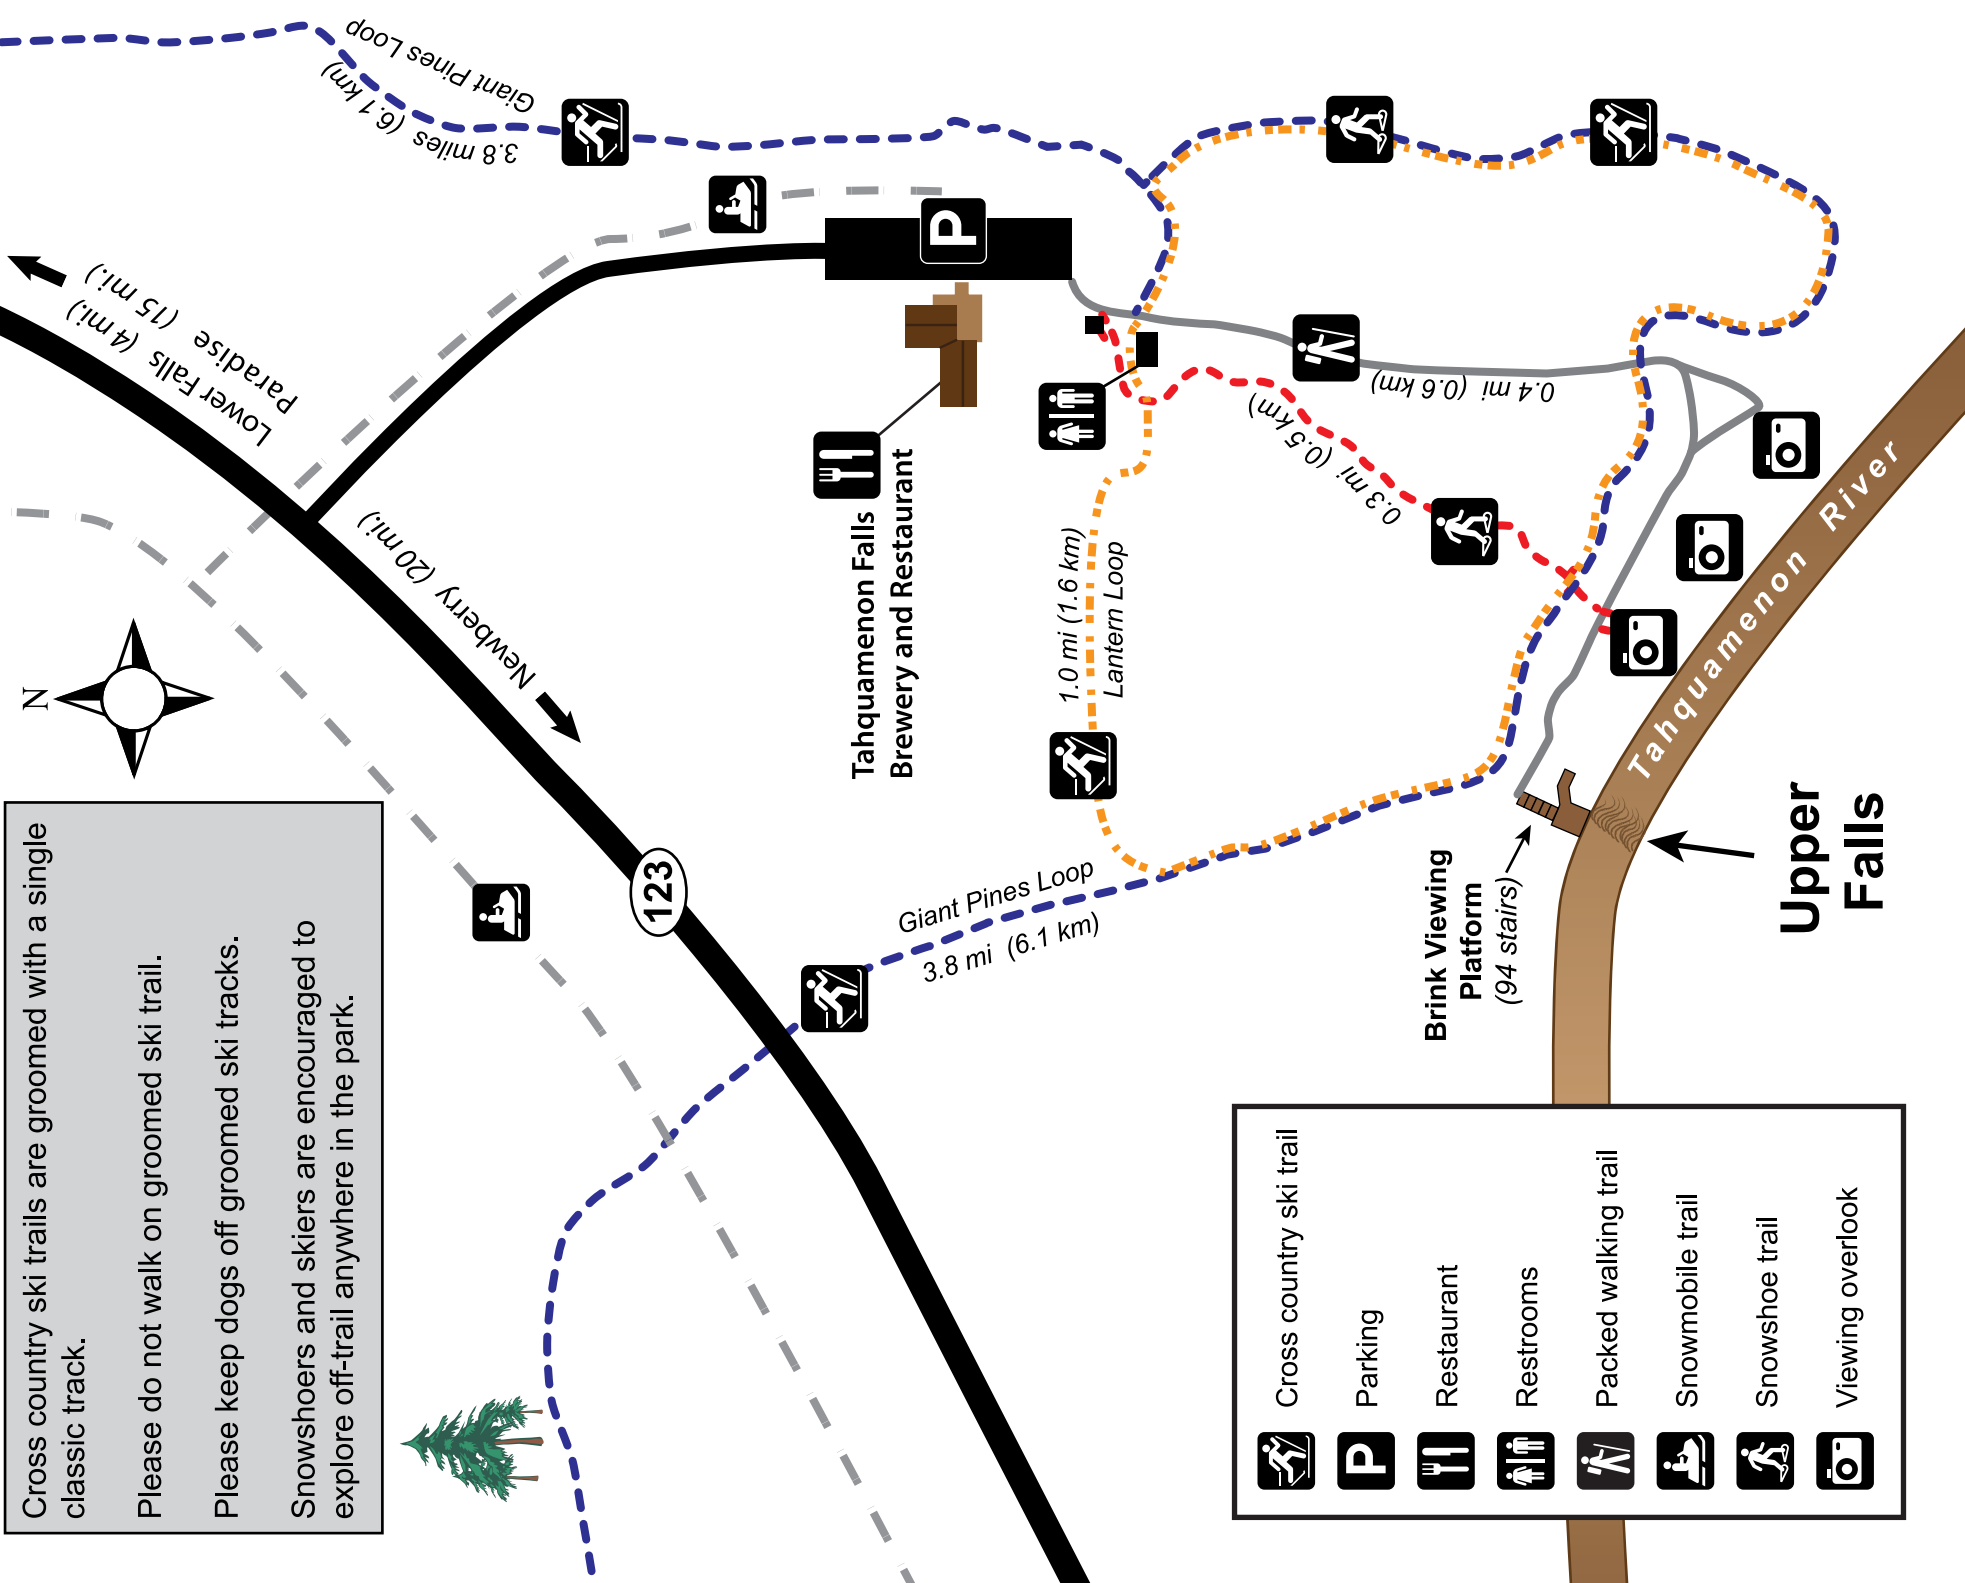 Cross country ski trails are groomed with a single
classic track.
Please do not walk on groomed ski trail.
Please keep dogs off groomed ski tracks.
Snowshoers and skiers are encouraged to
explore off-trail anywhere in the park.
N
Giant Pines Loop
3.8 miles (6.1 km)
Paradise (15 mi.)
Lower Falls (4 mi.)
Newberry (20 mi.)
123
P
Tahquamenon Falls
Brewery and Restaurant
1.0 mi (1.6 km)
Lantern Loop
0.4 mi (0.6 km)
0.3 mi (0.5 km)
Giant Pines Loop
3.8 mi (6.1 km)
Tahquamenon River
Brink Viewing
Platform
(94 stairs)
Upper
Falls
Cross country ski trail
P Parking
Restaurant
Restrooms
Packed walking trail
Snowmobile trail
Snowshoe trail
Viewing overlook